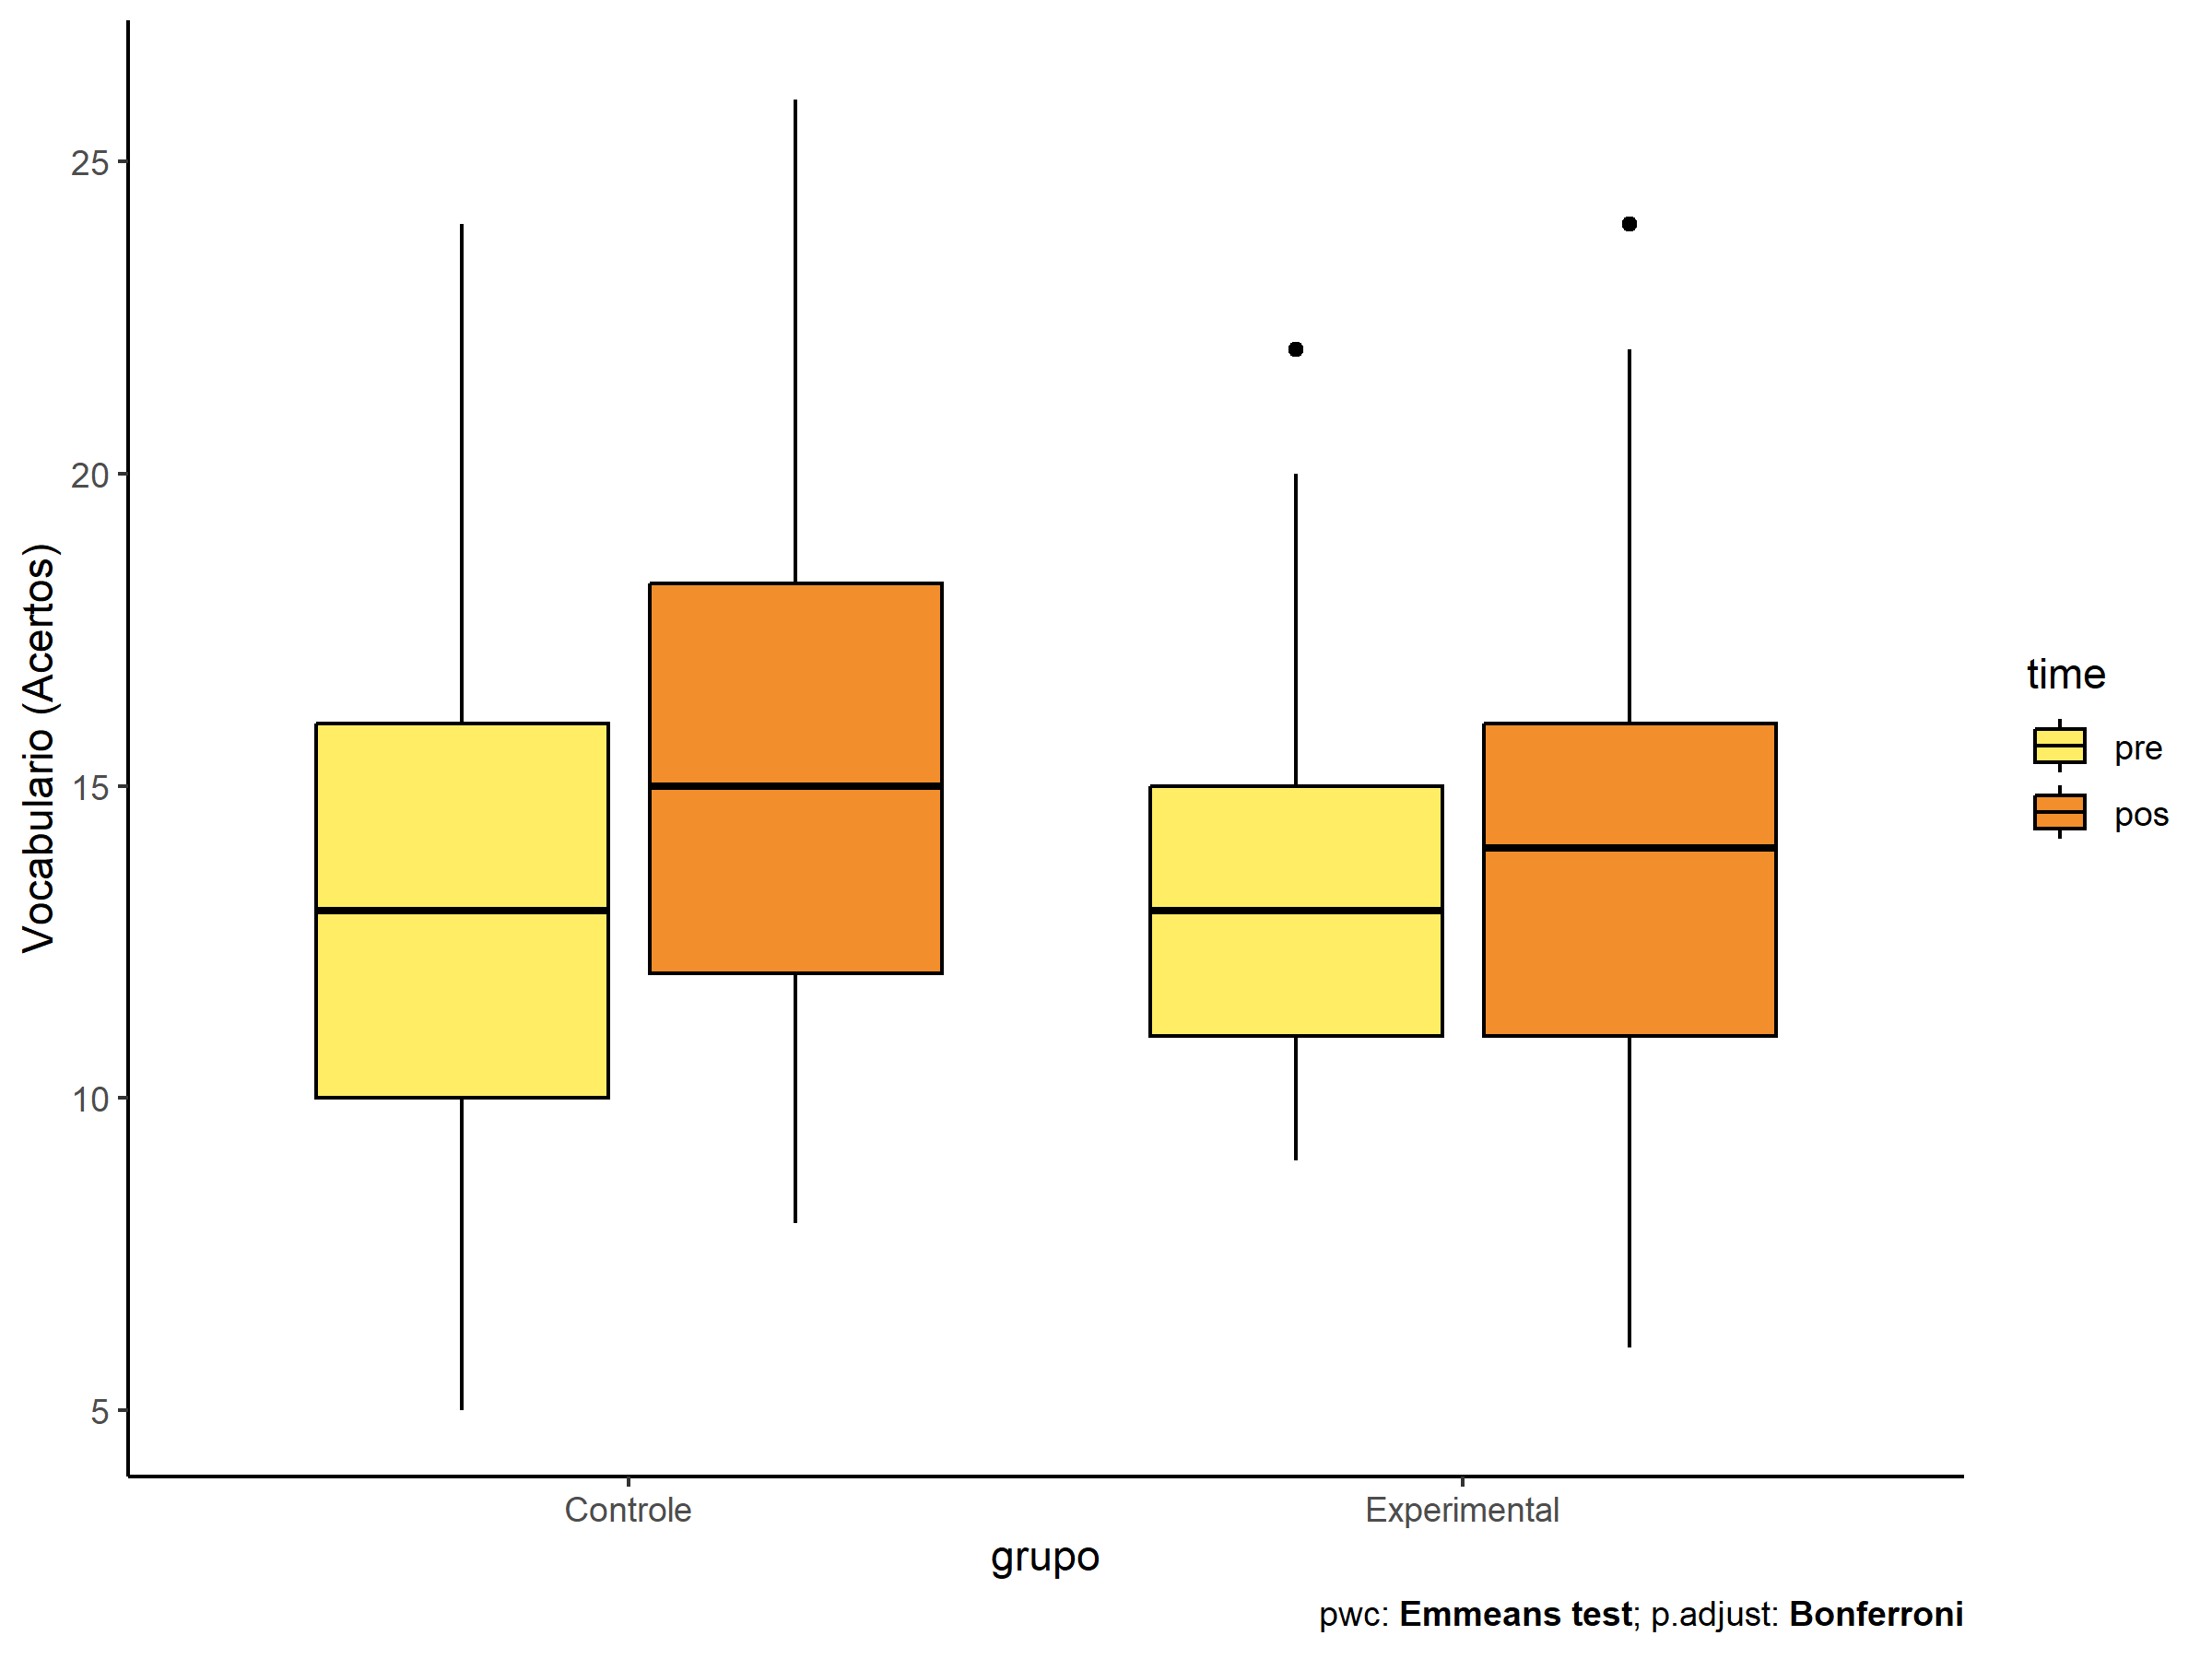 Vocabulario (Acertos)
25
20
15
10
5
Controle
Experimental
grupo
time
pre
pos
pwc: Emmeans test; p.adjust: Bonferroni